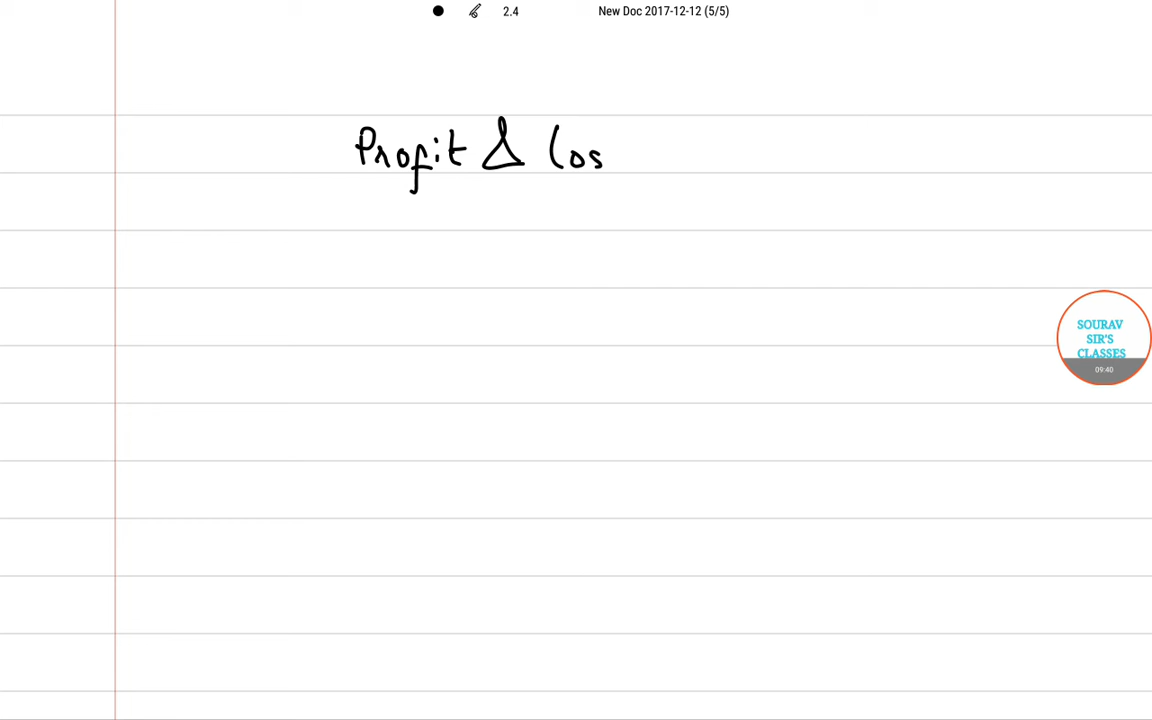 2.4 New Doc 2017-12-12 (5/5)
Profit & Los
SOURAV
SIR'S
CLASSES
09:40